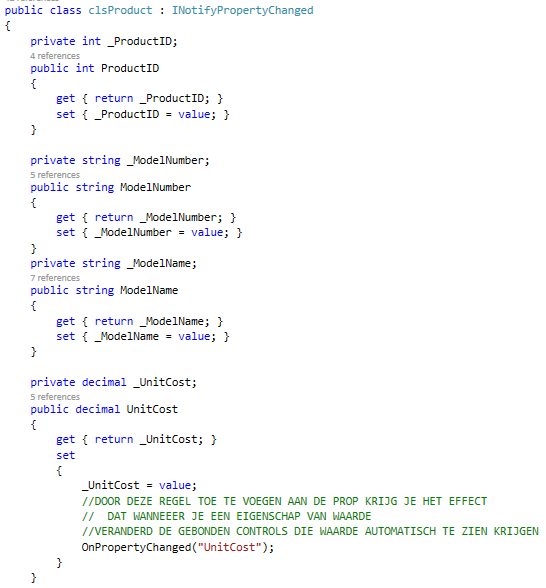 public class clsProduct : INotifyPropertyChanged
{
private int _ProductID;
4 references
public int ProductID
{
get { return _ProductID; }
set { _ProductID = value; }
}
private string _ModelNumber;
5 references
public string ModelNumber
{
get { return _ModelNumber; }
set { _ModelNumber = value; }
}
private string _ModelName;
7 references
public string ModelName
{
get { return _ModelName; }
set { _ModelName = value; }
}
private decimal _UnitCost;
5 references
public decimal UnitCost
{
get { return _UnitCost; }
set
{
_UnitCost = value;
//DOOR DEZE REGEL TOE TE VOEGEN AAN DE PROP KRIJG JE HET EFFECT
// DAT WANNEEER JE EEN EIGENSCHAP VAN WAARDE
//VERANDERD DE GEBONDEN CONTROLS DIE WAARDE AUTOMATISCH TE ZIEN KRIJGEN
OnPropertyChanged("UnitCost");
}
}